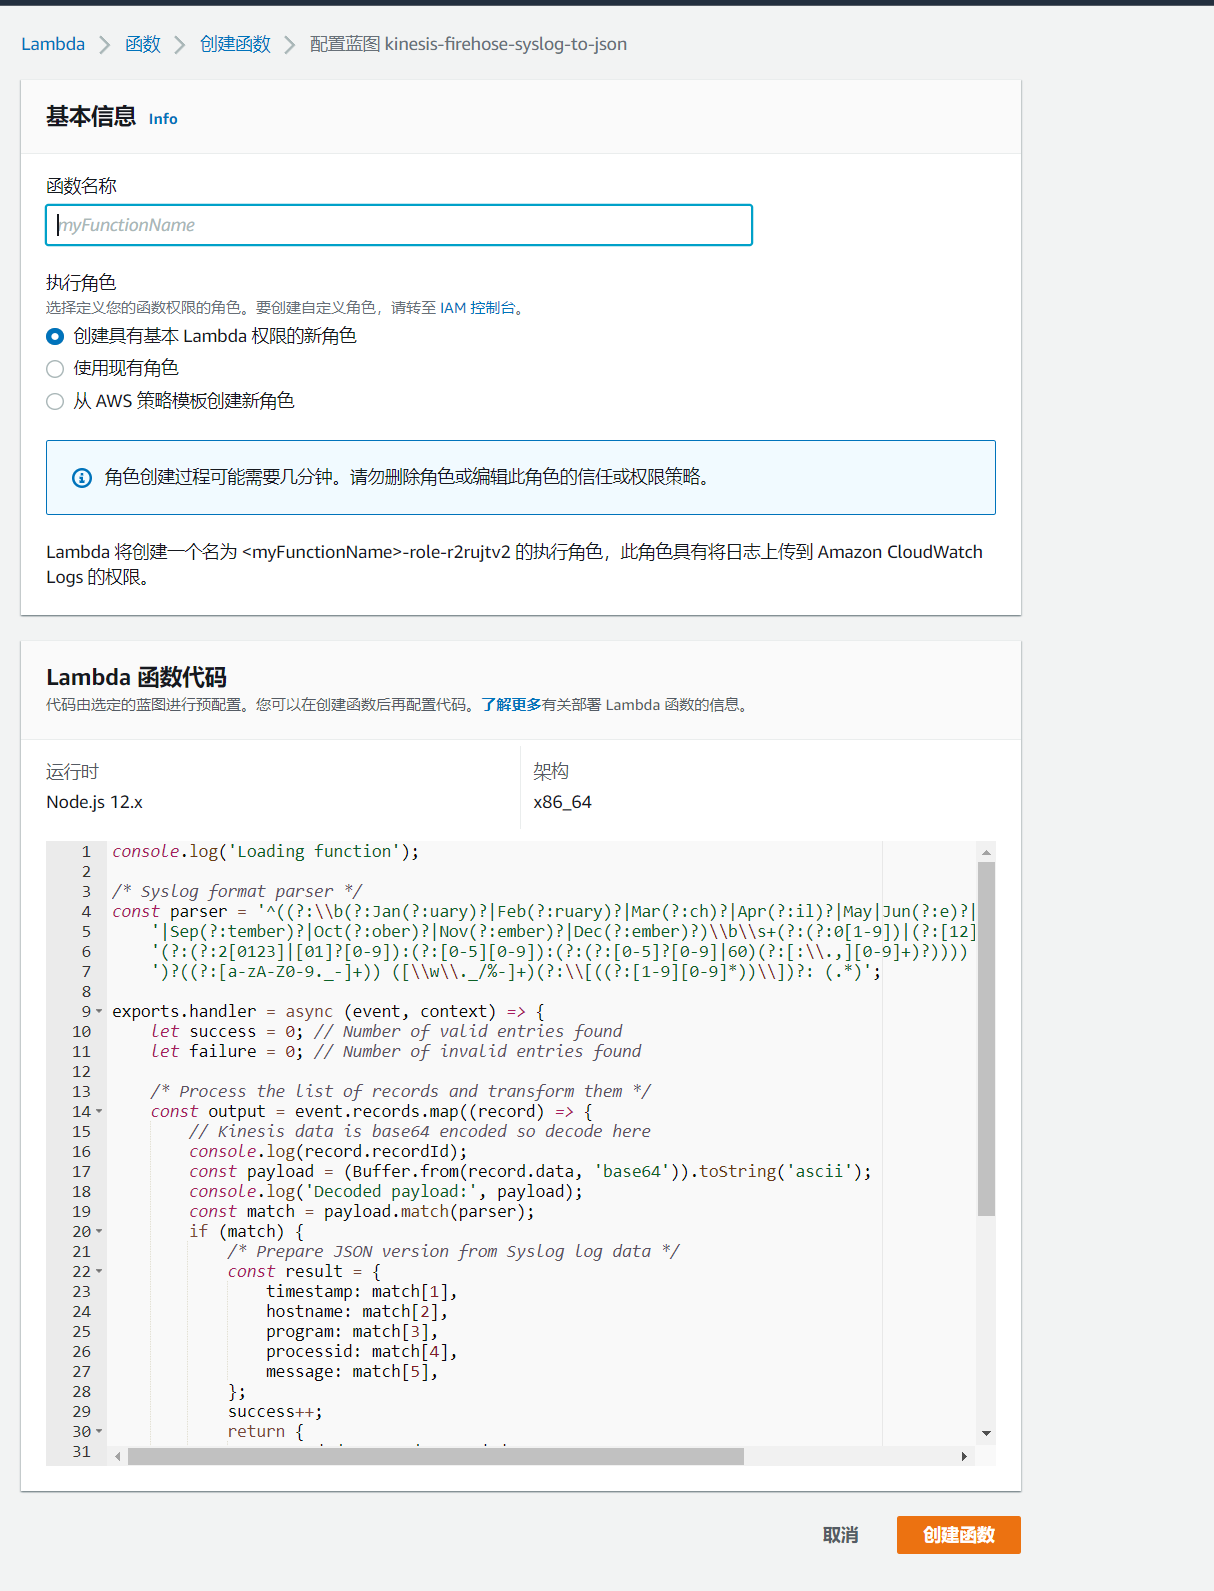 Lambda > 函数 > 创建函数 > 配置蓝图 kinesis-firehose-syslog-to-json
基本信息 Info
函数名称
myFunctionName
执行角色
选择定义您的函数权限的角色。要创建自定义角色，请转至 IAM 控制台。
创建具有基本 Lambda 权限的新角色
使用现有角色
从 AWS 策略模板创建新角色
角色创建过程可能需要几分钟。请勿删除角色或编辑此角色的信任或权限策略。
Lambda 将创建一个名为 <myFunctionName>-role-r2rujtv2 的执行角色，此角色具有将日志上传到 Amazon CloudWatch
Logs 的权限。
Lambda 函数代码
代码由选定的蓝图进行预配置。您可以在创建函数后再配置代码。了解更多有关部署 Lambda 函数的信息。
运行时 架构
Node.js 12.x x86_64
1 console.log('Loading function');
2
3 /* Syslog format parser */
4 const parser = '^((?:\\b(?:Jan(?:uary)?|Feb(?:ruary)?|Mar(?:ch)?|Apr(?:il)?|May|Jun(?:e)?|
5 '|Sep(?:tember)?|Oct(?:ober)?|Nov(?:ember)?|Dec(?:ember)?)\\b\\s+(?:(?:0[1-9])|(?:[12]
6 '(?:(?:2[0123]|[01]?[0-9]):(?:[0-5][0-9]):(?:(?:[0-5]?[0-9]|60)(?:[:\\.,][0-9]+)?))))
7 ')?((?:[a-zA-Z0-9._-]+)) ([\\w\\._/%-]+)(?:\\[((?:[1-9][0-9]*))\\])?: (.*)';
8
9 exports.handler = async (event, context) => {
10 let success = 0; // Number of valid entries found
11 let failure = 0; // Number of invalid entries found
12
13 /* Process the list of records and transform them */
14 const output = event.records.map((record) => {
15 // Kinesis data is base64 encoded so decode here
16 console.log(record.recordId);
17 const payload = (Buffer.from(record.data, 'base64')).toString('ascii');
18 console.log('Decoded payload:', payload);
19 const match = payload.match(parser);
20 if (match) {
21 /* Prepare JSON version from Syslog log data */
22 const result = {
23 timestamp: match[1],
24 hostname: match[2],
25 program: match[3],
26 processid: match[4],
27 message: match[5],
28 };
29 success++;
30 return {
31
取消 创建函数